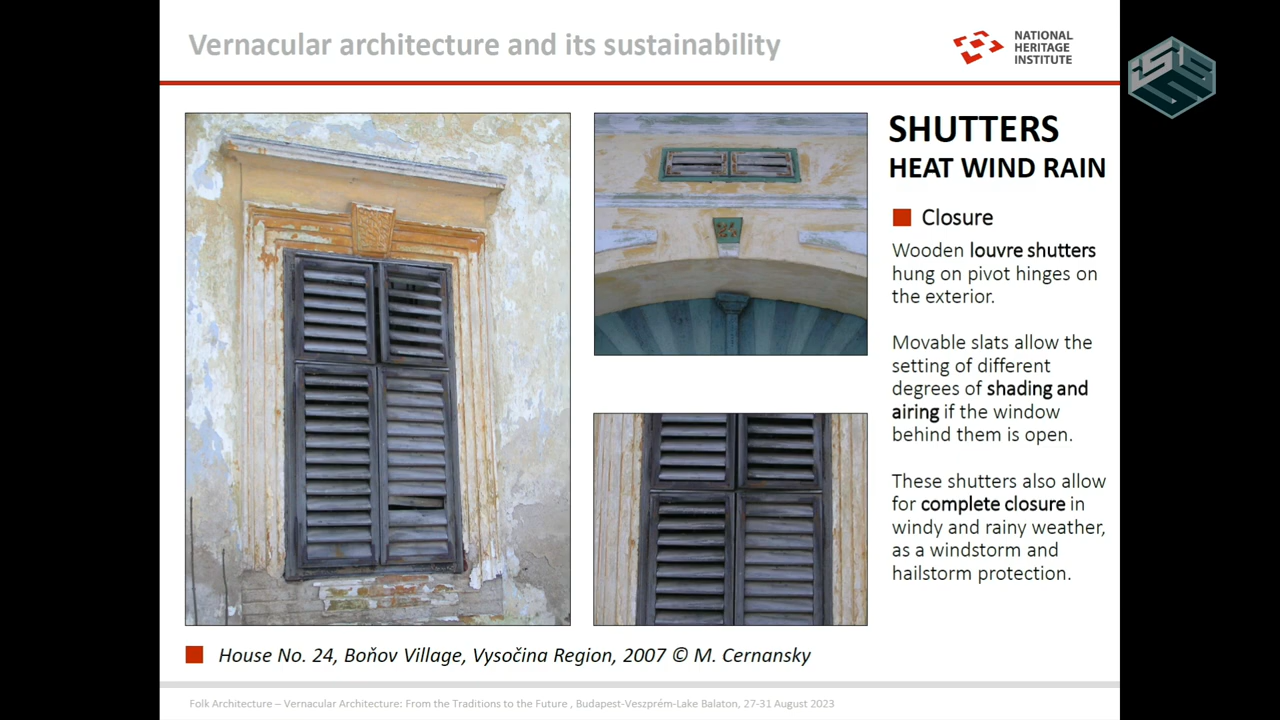 Vernacular architecture and its sustainability
NATIONAL
HERITAGE
INSTITUTE
SHUTTERS
HEAT WIND RAIN
Closure
Wooden louvre shutters
hung on pivot hinges on
the exterior.
Movable slats allow the
setting of different
degrees of shading and
airing if the window
behind them is open.
These shutters also allow
for complete closure in
windy and rainy weather,
as a windstorm and
hailstorm protection.
House No. 24, Boňov Village, Vysočina Region, 2007 © M. Cernansky
Folk Architecture – Vernacular Architecture: From the Traditions to the Future , Budapest-Veszprém-Lake Balaton, 27-31 August 2023